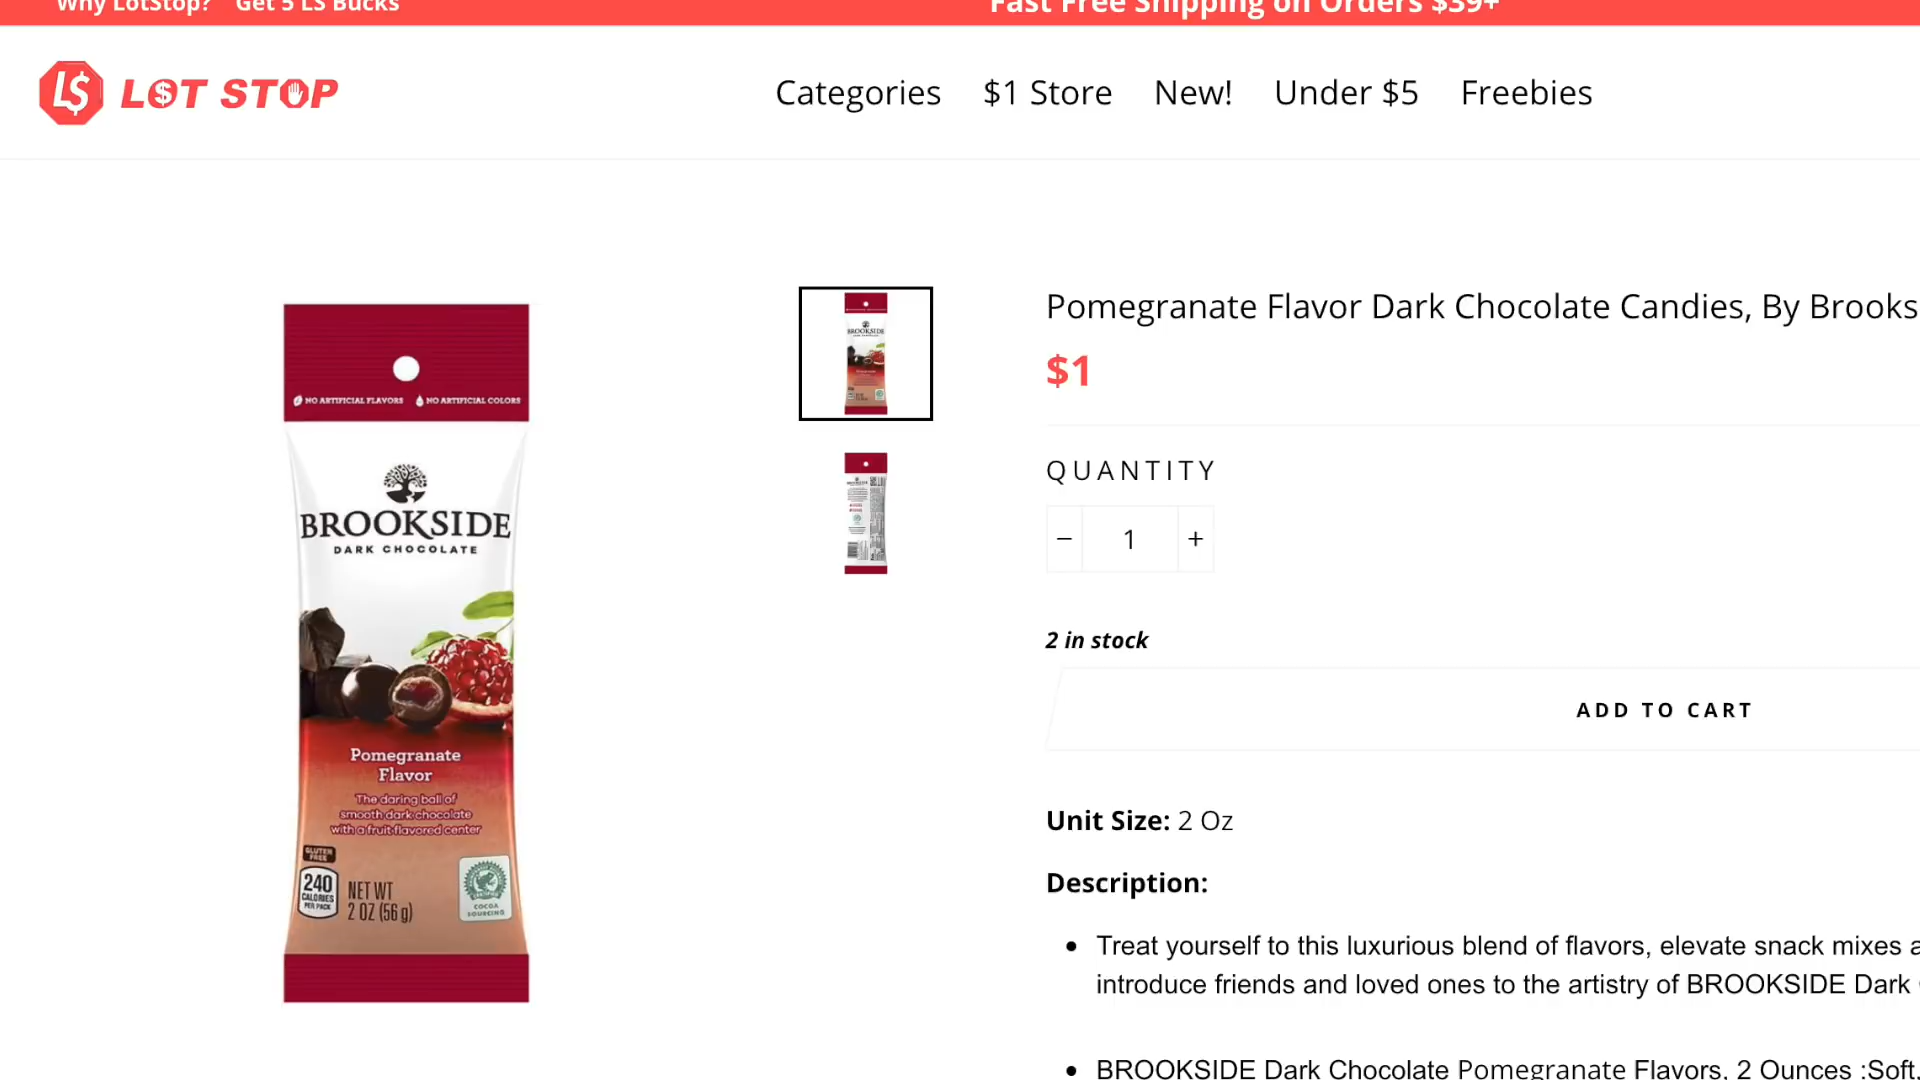 Why LotStop? Get 5 LS Bucks
Fast Free Shipping on Orders $39+
L$ LOT STOP
Categories $1 Store New! Under $5 Freebies
NO ARTIFICIAL FLAVORS NO ARTIFICIAL COLORS
BROOKSIDE
DARK CHOCOLATE
Pomegranate
Flavor
The daring ball of
smooth dark chocolate
with a fruit-flavored center
GLUTEN
FREE
240
CALORIES
PER PACK
NET WT
2 OZ (56 g)
CERTIFIED
COCOA
SOURCING
BROOKSIDE
Pomegranate Flavor Dark Chocolate Candies, By Brooks
$1
QUANTITY
− 1 +
2 in stock
ADD TO CART
Unit Size: 2 Oz
Description:
• Treat yourself to this luxurious blend of flavors, elevate snack mixes a
introduce friends and loved ones to the artistry of BROOKSIDE Dark
• BROOKSIDE Dark Chocolate Pomegranate Flavors, 2 Ounces :Soft,